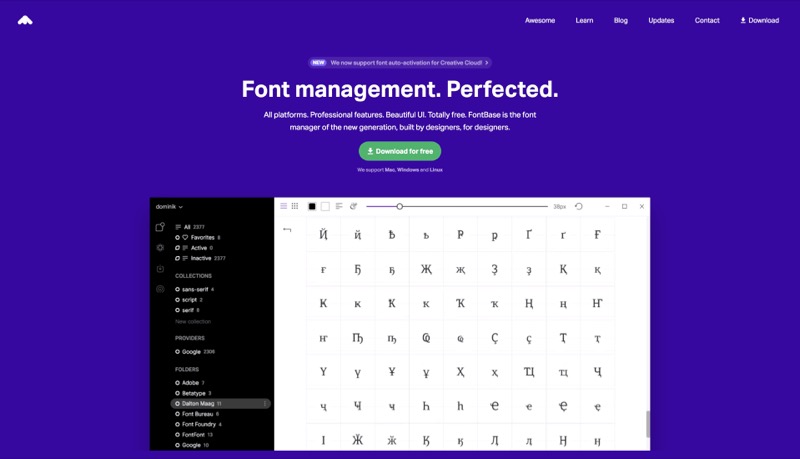 Awesome Learn Blog Updates Contact Download
NEW We now support font auto-activation for Creative Cloud!
Font management. Perfected.
All platforms. Professional features. Beautiful UI. Totally free. FontBase is the font
manager of the new generation, built by designers, for designers.
Download for free
We support Mac, Windows and Linux
dominik
38px
All 2377
Favorites 8
Active 0
Inactive 2377
COLLECTIONS
sans-serif 4
script 2
serif 8
New collection
PROVIDERS
Google 2306
FOLDERS
Adobe 7
Betatype 3
Dalton Maag 11
Font Bureau 9
Font Foundry 4
FontFont 13
Google 10
Ҋ ҋ Ѣ ѣ Ҏ ҏ Ґ ґ Ғ
ғ Ҕ ҕ Җ җ Ҙ ҙ Қ қ
Ҝ ҝ Ҟ ҟ Ҡ ҡ Ң ң Ҥ
ҥ Ҧ ҧ Ҩ ҩ Ҫ ҫ Ҭ ҭ
Ү ү Ұ ұ Ҳ ҳ Ҵ ҵ Ҷ
ҷ Ҹ ҹ Һ һ Ҽ ҽ Ҿ ҿ
Ӏ Ӝ ӝ Ӄ ӄ Ӆ ӆ Ӈ ӈ